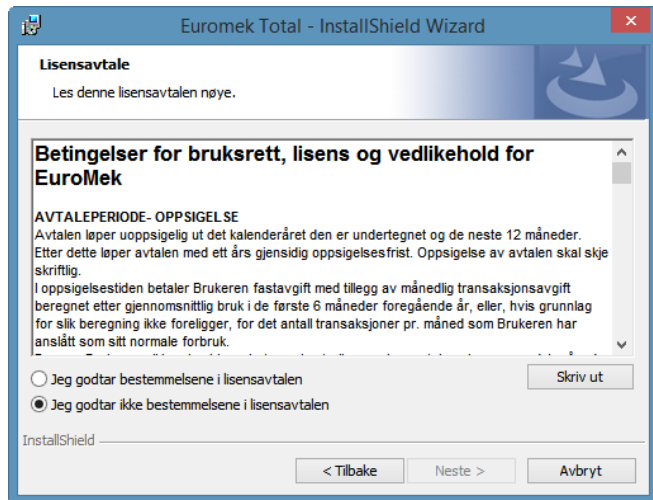 Euromek Total - InstallShield Wizard
Lisensavtale
Les denne lisensavtalen nøye.
Betingelser for bruksrett, lisens og vedlikehold for
EuroMek
AVTALEPERIODE- OPPSIGELSE
Avtalen løper uoppsigelig ut det kalenderåret den er undertegnet og de neste 12 måneder.
Etter dette løper avtalen med ett års gjensidig oppsigelsesfrist. Oppsigelse av avtalen skal skje
skriftlig.
I oppsigelsestiden betaler Brukeren fastavgift med tillegg av månedlig transaksjonsavgift
beregnet etter gjennomsnittlig bruk i de første 6 måneder foregående år, eller, hvis grunnlag
for slik beregning ikke foreligger, for det antall transaksjoner pr. måned som Brukeren har
anslått som sitt normale forbruk.
Jeg godtar bestemmelsene i lisensavtalen
Skriv ut
Jeg godtar ikke bestemmelsene i lisensavtalen
InstallShield
< Tilbake
Neste >
Avbryt